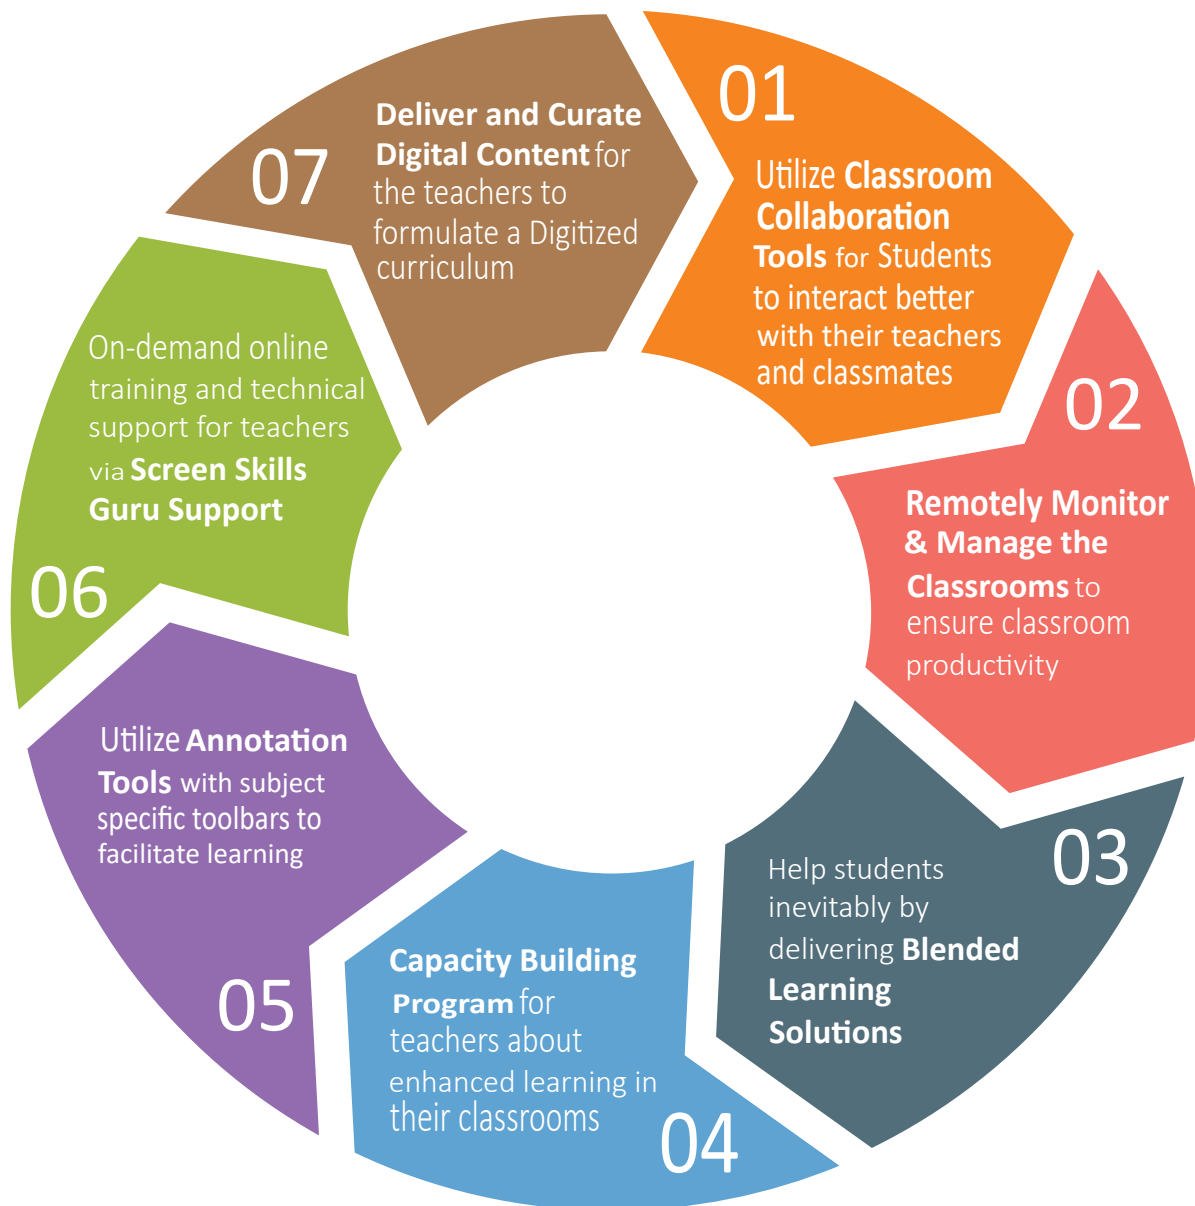 01
Utilize Classroom
Collaboration
Tools for Students
to interact better
with their teachers
and classmates
02
Remotely Monitor
& Manage the
Classrooms to
ensure classroom
productivity
03
Help students
inevitably by
delivering Blended
Learning
Solutions
04
Capacity Building
Program for
teachers about
enhanced learning in
their classrooms
05
Utilize Annotation
Tools with subject
specific toolbars to
facilitate learning
06
On-demand online
training and technical
support for teachers
via Screen Skills
Guru Support
07
Deliver and Curate
Digital Content for
the teachers to
formulate a Digitized
curriculum